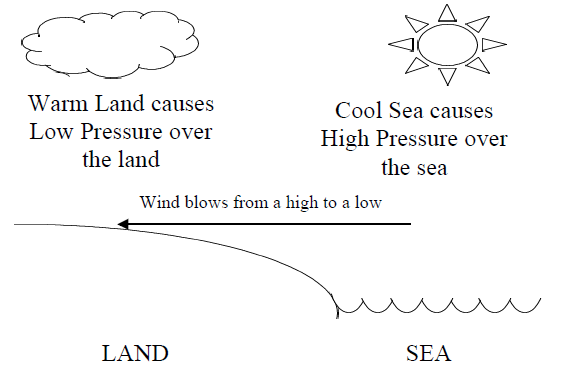 Warm Land causes
Low Pressure over
the land
Cool Sea causes
High Pressure over
the sea
Wind blows from a high to a low
LAND
SEA